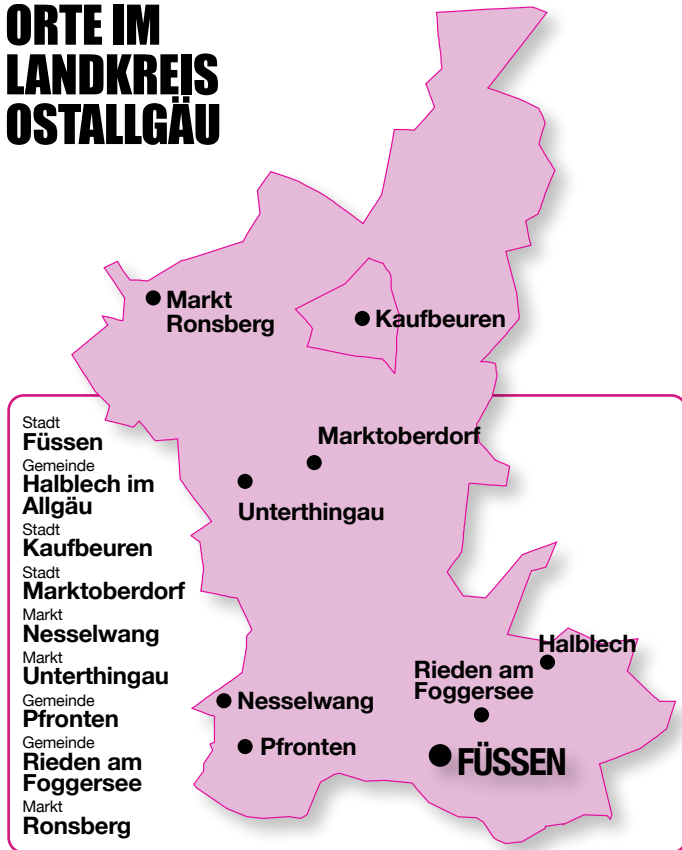 ORTE IM
LANDKREIS
OSTALLGÄU
Markt
Ronsberg
Kaufbeuren
Marktoberdorf
Unterthingau
Halblech
Rieden am
Foggersee
Nesselwang
Pfronten
FÜSSEN
Stadt
Füssen
Gemeinde
Halblech im
Allgäu
Stadt
Kaufbeuren
Stadt
Marktoberdorf
Markt
Nesselwang
Markt
Unterthingau
Gemeinde
Pfronten
Gemeinde
Rieden am
Foggersee
Markt
Ronsberg